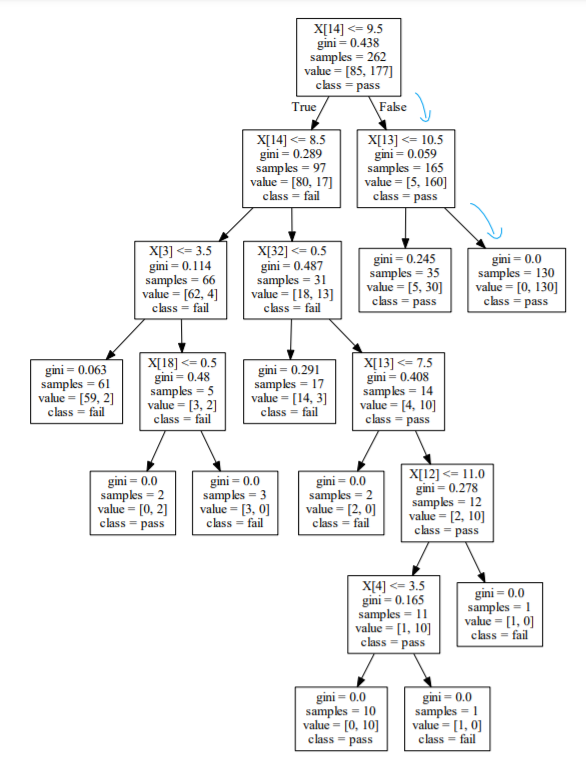 X[14] <= 9.5
gini = 0.438
samples = 262
value = [85, 177]
class = pass
True
False
X[14] <= 8.5
gini = 0.289
samples = 97
value = [80, 17]
class = fail
X[13] <= 10.5
gini = 0.059
samples = 165
value = [5, 160]
class = pass
X[3] <= 3.5
gini = 0.114
samples = 66
value = [62, 4]
class = fail
X[32] <= 0.5
gini = 0.487
samples = 31
value = [18, 13]
class = fail
gini = 0.245
samples = 35
value = [5, 30]
class = pass
gini = 0.0
samples = 130
value = [0, 130]
class = pass
gini = 0.063
samples = 61
value = [59, 2]
class = fail
X[18] <= 0.5
gini = 0.48
samples = 5
value = [3, 2]
class = fail
gini = 0.291
samples = 17
value = [14, 3]
class = fail
X[13] <= 7.5
gini = 0.408
samples = 14
value = [4, 10]
class = pass
gini = 0.0
samples = 2
value = [0, 2]
class = pass
gini = 0.0
samples = 3
value = [3, 0]
class = fail
gini = 0.0
samples = 2
value = [2, 0]
class = fail
X[12] <= 11.0
gini = 0.278
samples = 12
value = [2, 10]
class = pass
X[4] <= 3.5
gini = 0.165
samples = 11
value = [1, 10]
class = pass
gini = 0.0
samples = 1
value = [1, 0]
class = fail
gini = 0.0
samples = 10
value = [0, 10]
class = pass
gini = 0.0
samples = 1
value = [1, 0]
class = fail